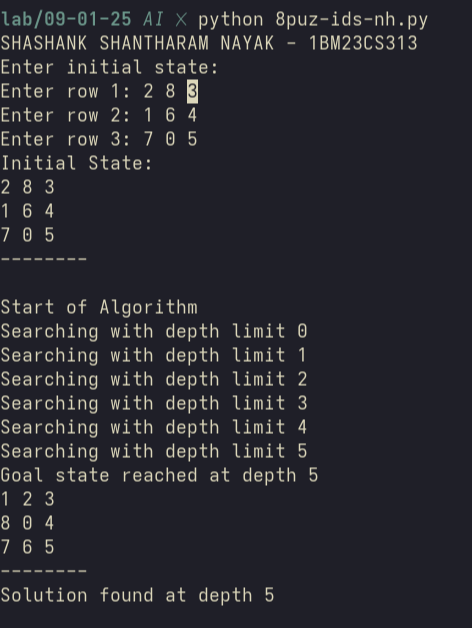 lab/09-01-25 AI X python 8puz-ids-nh.py
SHASHANK SHANTHARAM NAYAK - 1BM23CS313
Enter initial state:
Enter row 1: 2 8 3
Enter row 2: 1 6 4
Enter row 3: 7 0 5
Initial State:
2 8 3
1 6 4
7 0 5
--------
Start of Algorithm
Searching with depth limit 0
Searching with depth limit 1
Searching with depth limit 2
Searching with depth limit 3
Searching with depth limit 4
Searching with depth limit 5
Goal state reached at depth 5
1 2 3
8 0 4
7 6 5
--------
Solution found at depth 5